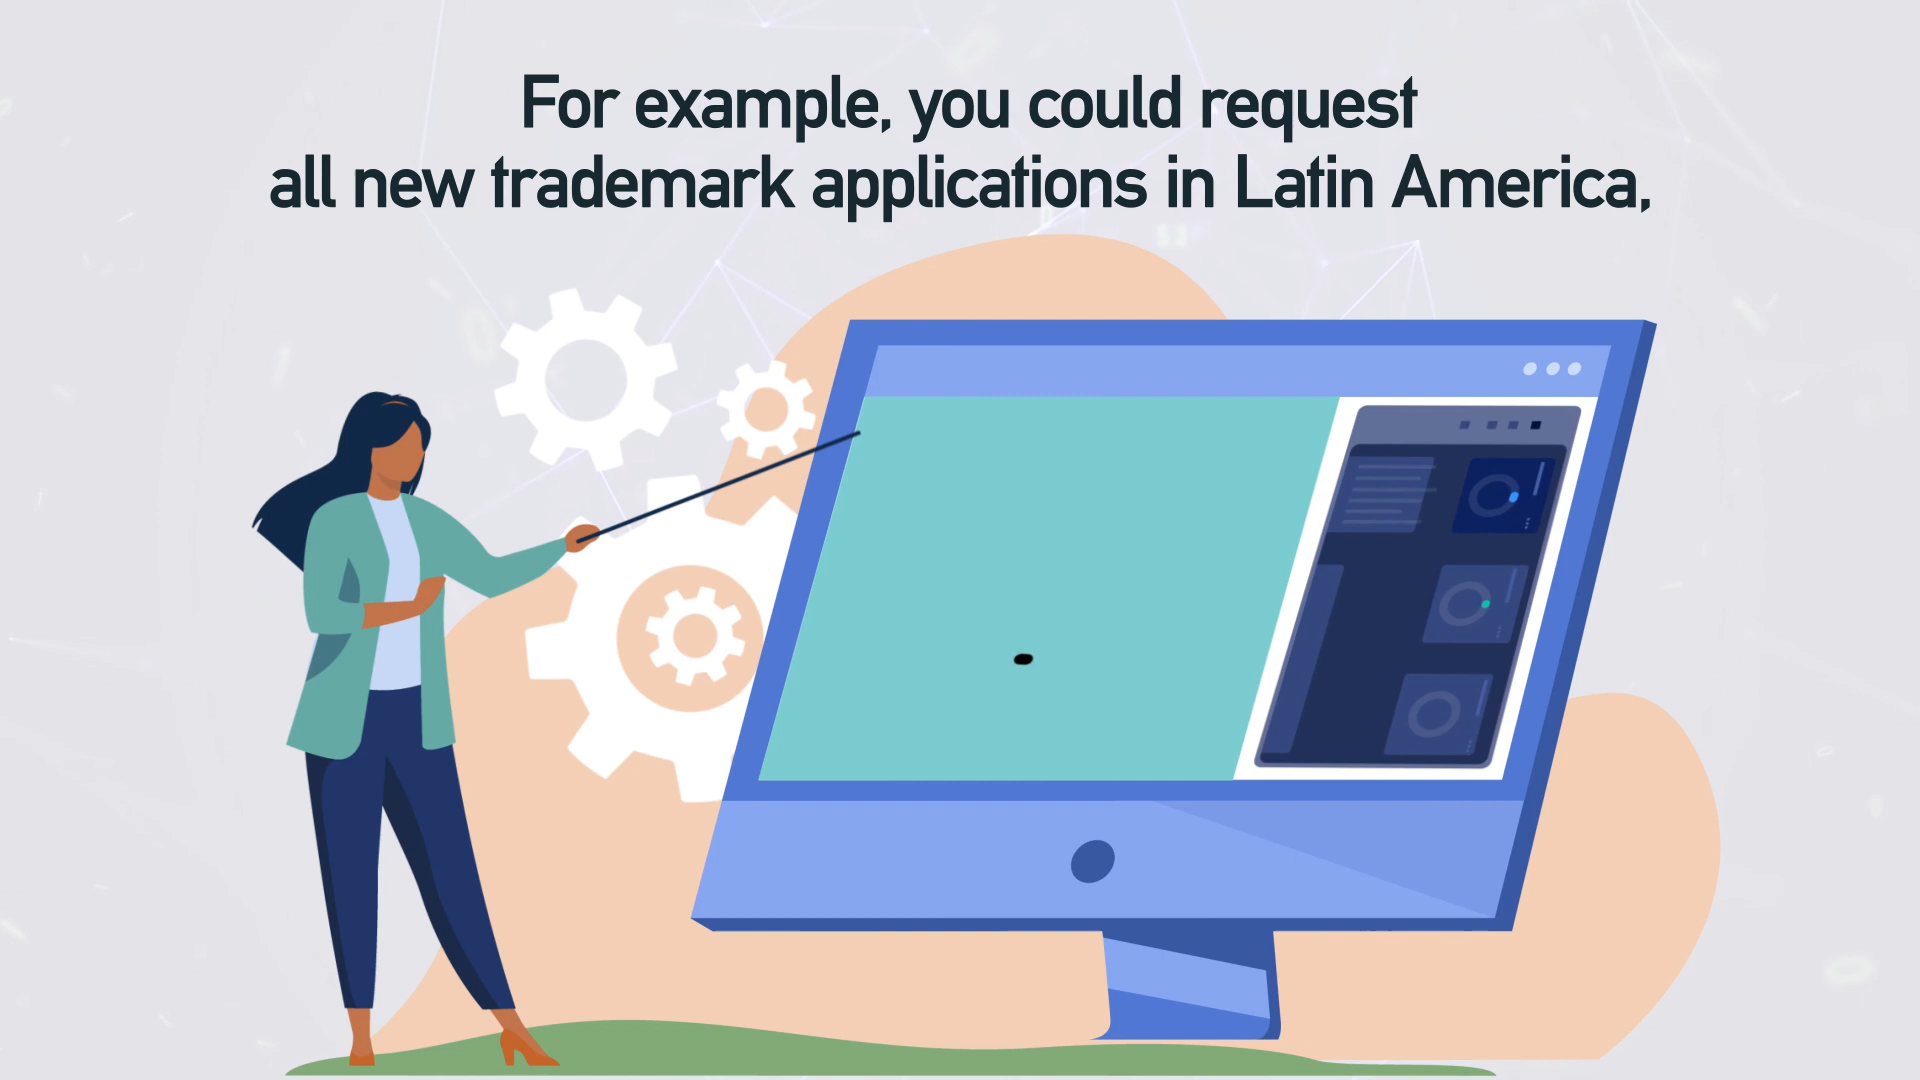 For example, you could request
all new trademark applications in Latin America,